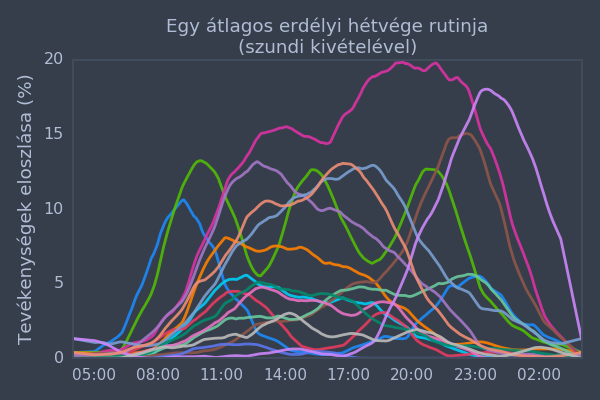 Egy átlagos erdélyi hétvége rutinja
(szundi kivételével)
Tevékenységek eloszlása (%)
20
15
10
5
0
05:00 08:00 11:00 14:00 17:00 20:00 23:00 02:00